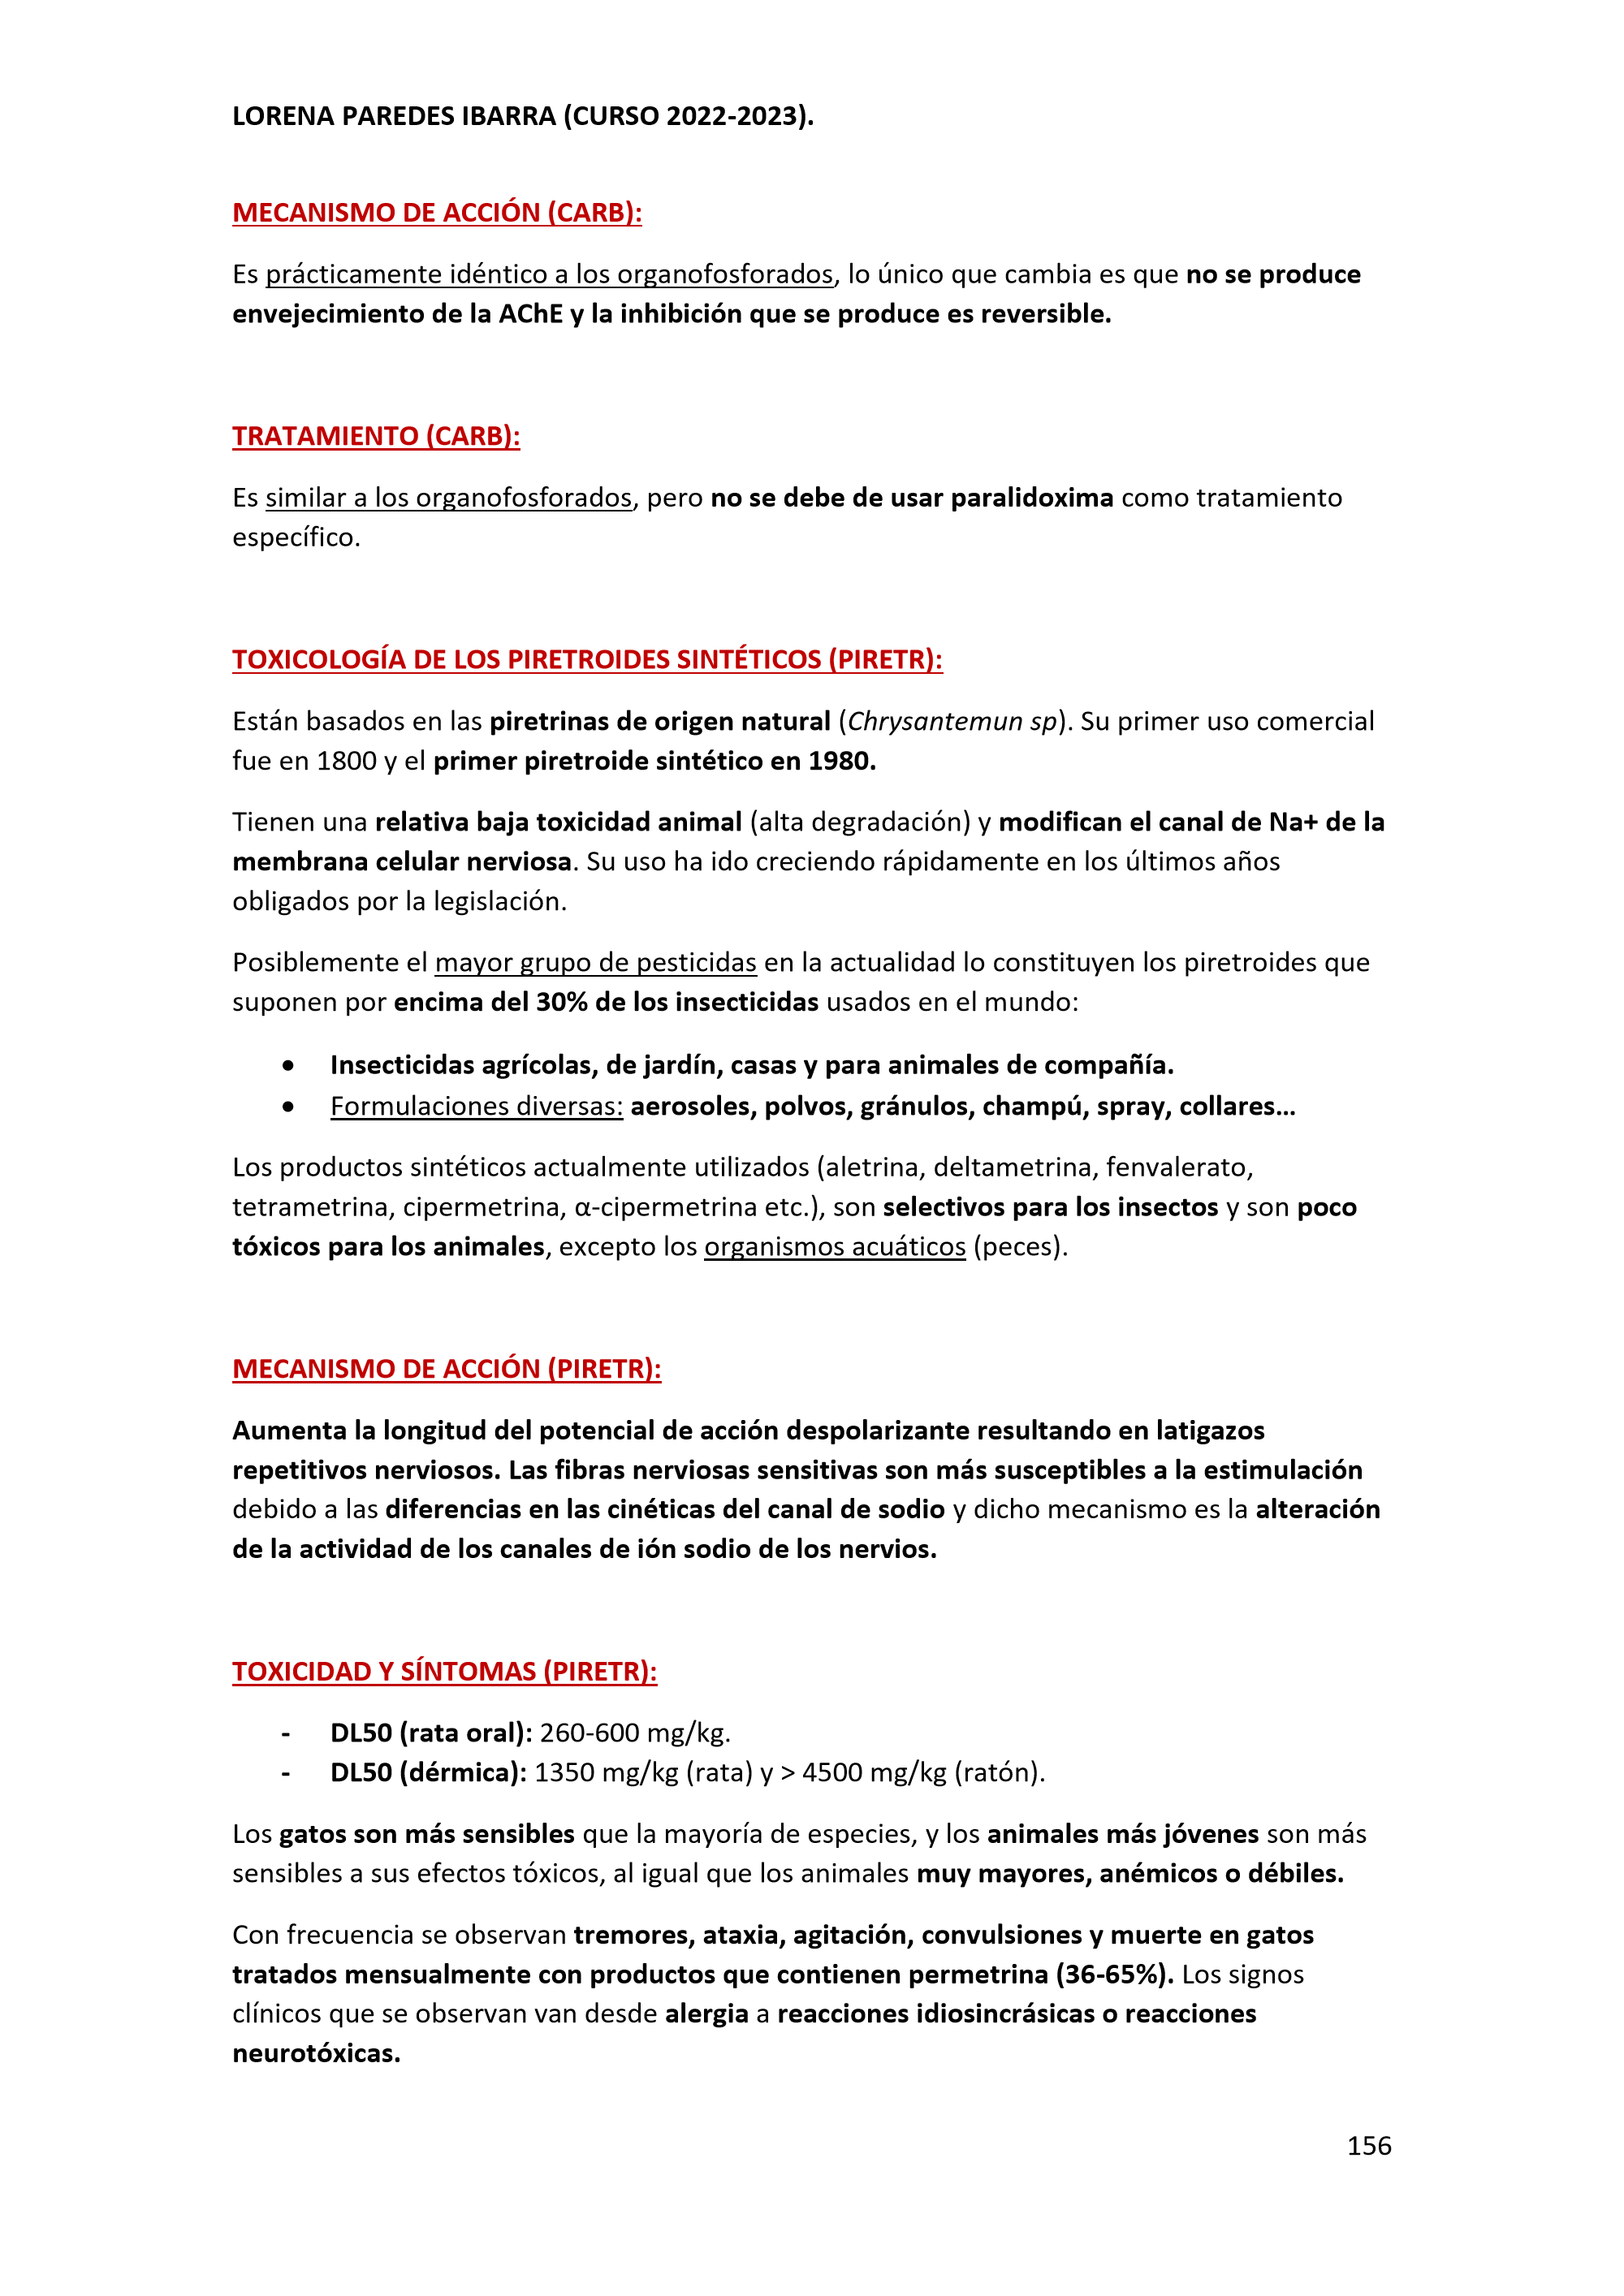 LORENA PAREDES IBARRA (CURSO 2022-2023).
MECANISMO DE ACCIÓN (CARB):
Es prácticamente idéntico a los organofosforados, lo único que cambia es que no se produce
envejecimiento de la AChE y la inhibición que se produce es reversible.
TRATAMIENTO (CARB):
Es similar a los organofosforados, pero no se debe de usar paralidoxima como tratamiento
específico.
TOXICOLOGÍA DE LOS PIRETROIDES SINTÉTICOS (PIRETR):
Están basados en las piretrinas de origen natural (Chrysantemun sp). Su primer uso comercial
fue en 1800 y el primer piretroide sintético en 1980.
Tienen una relativa baja toxicidad animal (alta degradación) y modifican el canal de Na+ de la
membrana celular nerviosa. Su uso ha ido creciendo rápidamente en los últimos años
obligados por la legislación.
Posiblemente el mayor grupo de pesticidas en la actualidad lo constituyen los piretroides que
suponen por encima del 30% de los insecticidas usados en el mundo:
• Insecticidas agrícolas, de jardín, casas y para animales de compañía.
• Formulaciones diversas: aerosoles, polvos, gránulos, champú, spray, collares…
Los productos sintéticos actualmente utilizados (aletrina, deltametrina, fenvalerato,
tetrametrina, cipermetrina, α-cipermetrina etc.), son selectivos para los insectos y son poco
tóxicos para los animales, excepto los organismos acuáticos (peces).
MECANISMO DE ACCIÓN (PIRETR):
Aumenta la longitud del potencial de acción despolarizante resultando en latigazos
repetitivos nerviosos. Las fibras nerviosas sensitivas son más susceptibles a la estimulación
debido a las diferencias en las cinéticas del canal de sodio y dicho mecanismo es la alteración
de la actividad de los canales de ión sodio de los nervios.
TOXICIDAD Y SÍNTOMAS (PIRETR):
- DL50 (rata oral): 260-600 mg/kg.
- DL50 (dérmica): 1350 mg/kg (rata) y > 4500 mg/kg (ratón).
Los gatos son más sensibles que la mayoría de especies, y los animales más jóvenes son más
sensibles a sus efectos tóxicos, al igual que los animales muy mayores, anémicos o débiles.
Con frecuencia se observan tremores, ataxia, agitación, convulsiones y muerte en gatos
tratados mensualmente con productos que contienen permetrina (36-65%). Los signos
clínicos que se observan van desde alergia a reacciones idiosincrásicas o reacciones
neurotóxicas.
156